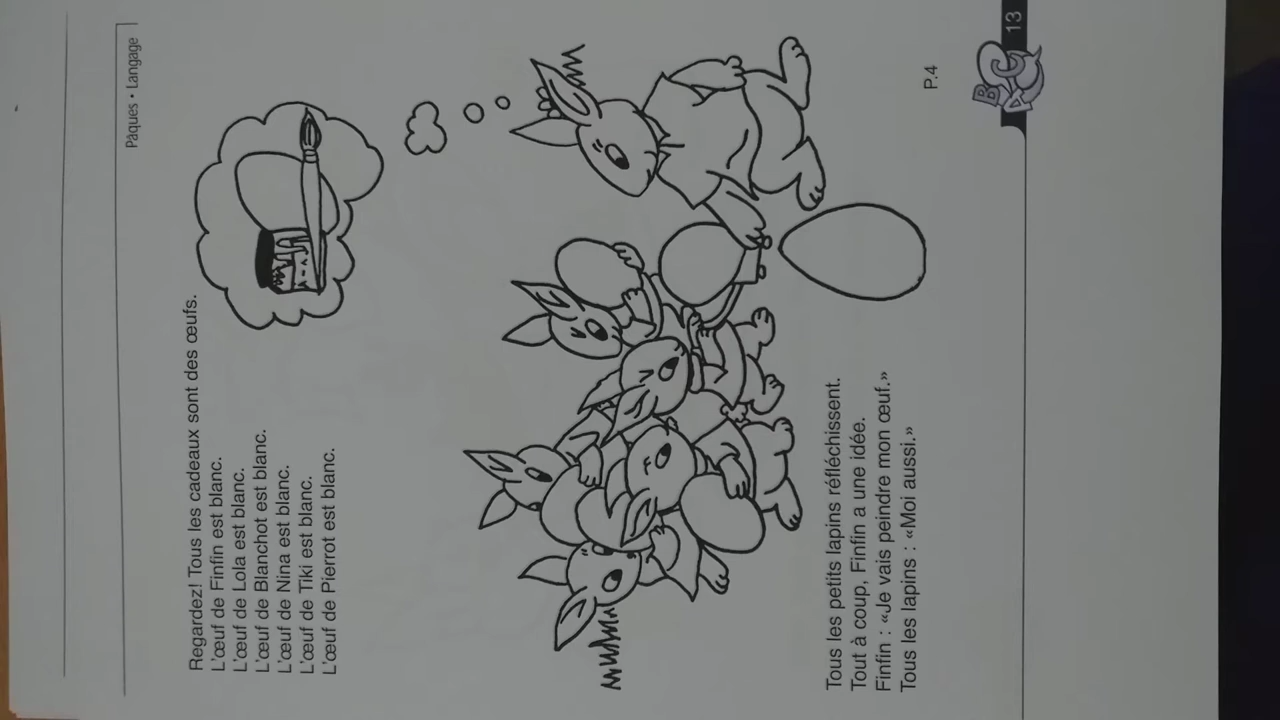 Pâques • Langage
Regardez! Tous les cadeaux sont des œufs.
L'œuf de Finfin est blanc.
L'œuf de Lola est blanc.
L'œuf de Blanchot est blanc.
L'œuf de Nina est blanc.
L'œuf de Tiki est blanc.
L'œuf de Pierrot est blanc.
Tous les petits lapins réfléchissent.
Tout à coup, Finfin a une idée.
Finfin : «Je vais peindre mon œuf.»
Tous les lapins : «Moi aussi.»
P.4
13